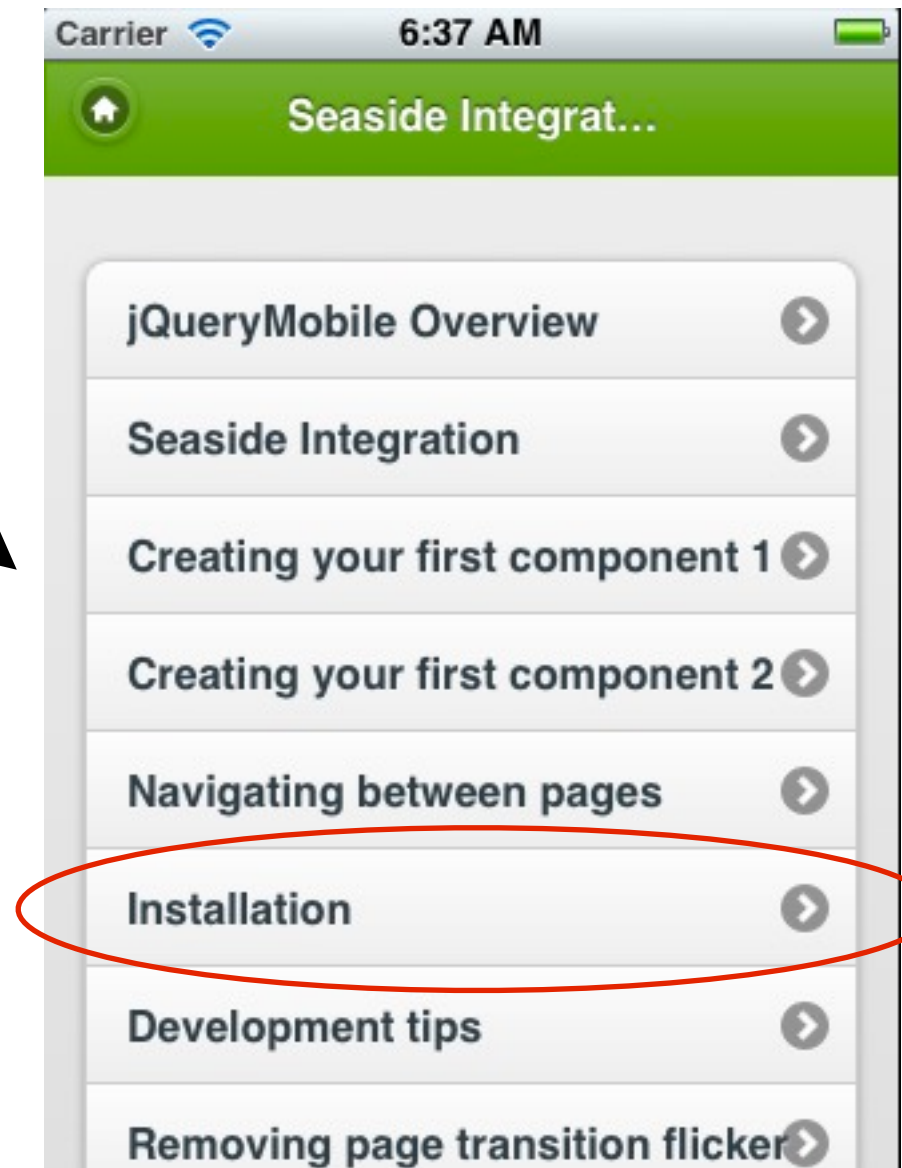 Carrier 6:37 AM
Seaside Integrat...
jQueryMobile Overview
Seaside Integration
Creating your first component 1
Creating your first component 2
Navigating between pages
Installation
Development tips
Removing page transition flicker